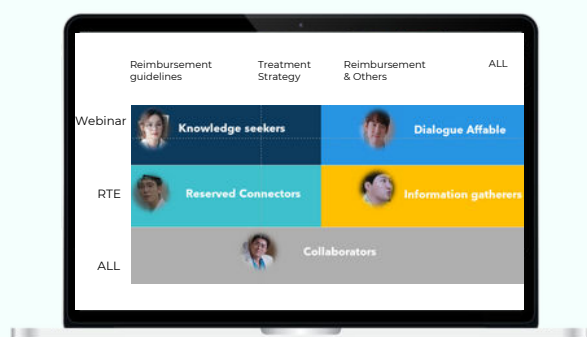 Reimbursement
guidelines
Treatment
Strategy
Reimbursement
& Others
ALL
Webinar
Knowledge seekers
Dialogue Affable
RTE
Reserved Connectors
Information gatherers
ALL
Collaborators